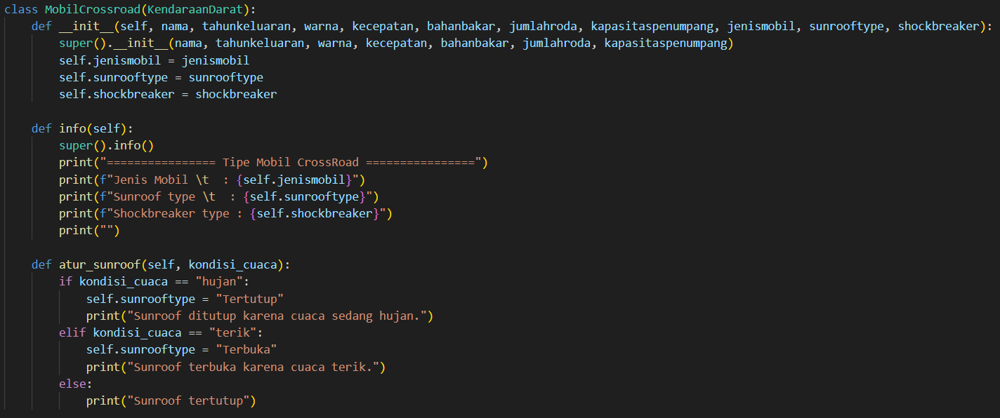 class MobilCrossroad(KendaraanDarat):
    def __init__(self, nama, tahunkeluaran, warna, kecepatan, bahanbakar, jumlahroda, kapasitaspenumpang, jenismobil, sunrooftype, shockbreaker):
        super().__init__(nama, tahunkeluaran, warna, kecepatan, bahanbakar, jumlahroda, kapasitaspenumpang)
        self.jenismobil = jenismobil
        self.sunrooftype = sunrooftype
        self.shockbreaker = shockbreaker

    def info(self):
        super().info()
        print("================ Tipe Mobil CrossRoad ================")
        print(f"Jenis Mobil \t  : {self.jenismobil}")
        print(f"Sunroof type \t  : {self.sunrooftype}")
        print(f"Shockbreaker type : {self.shockbreaker}")
        print("")

    def atur_sunroof(self, kondisi_cuaca):
        if kondisi_cuaca == "hujan":
            self.sunrooftype = "Tertutup"
            print("Sunroof ditutup karena cuaca sedang hujan.")
        elif kondisi_cuaca == "terik":
            self.sunrooftype = "Terbuka"
            print("Sunroof terbuka karena cuaca terik.")
        else:
            print("Sunroof tertutup")